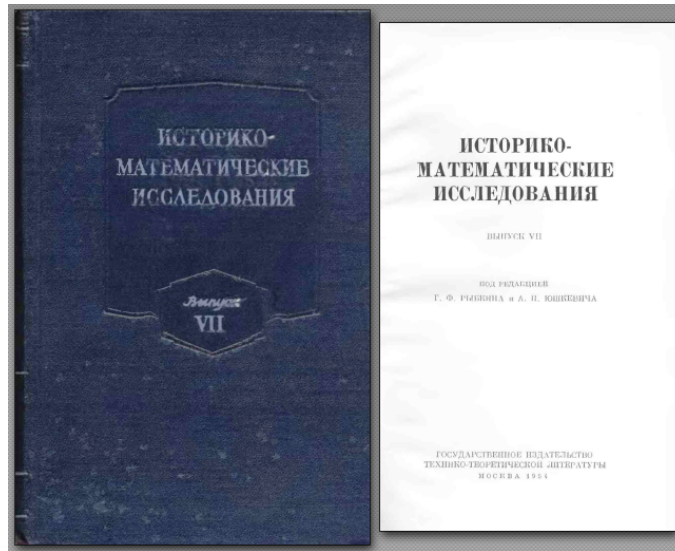 ИСТОРИКО-
МАТЕМАТИЧЕСКИЕ
ИССЛЕДОВАНИЯ
Выпуск
VII
ИСТОРИКО-
МАТЕМАТИЧЕСКИЕ
ИССЛЕДОВАНИЯ
ВЫПУСК VII
ПОД РЕДАКЦИЕЙ
Г. Ф. РЫБКИНА и А. П. ЮШКЕВИЧА
ГОСУДАРСТВЕННОЕ ИЗДАТЕЛЬСТВО
ТЕХНИКО-ТЕОРЕТИЧЕСКОЙ ЛИТЕРАТУРЫ
МОСКВА 1954